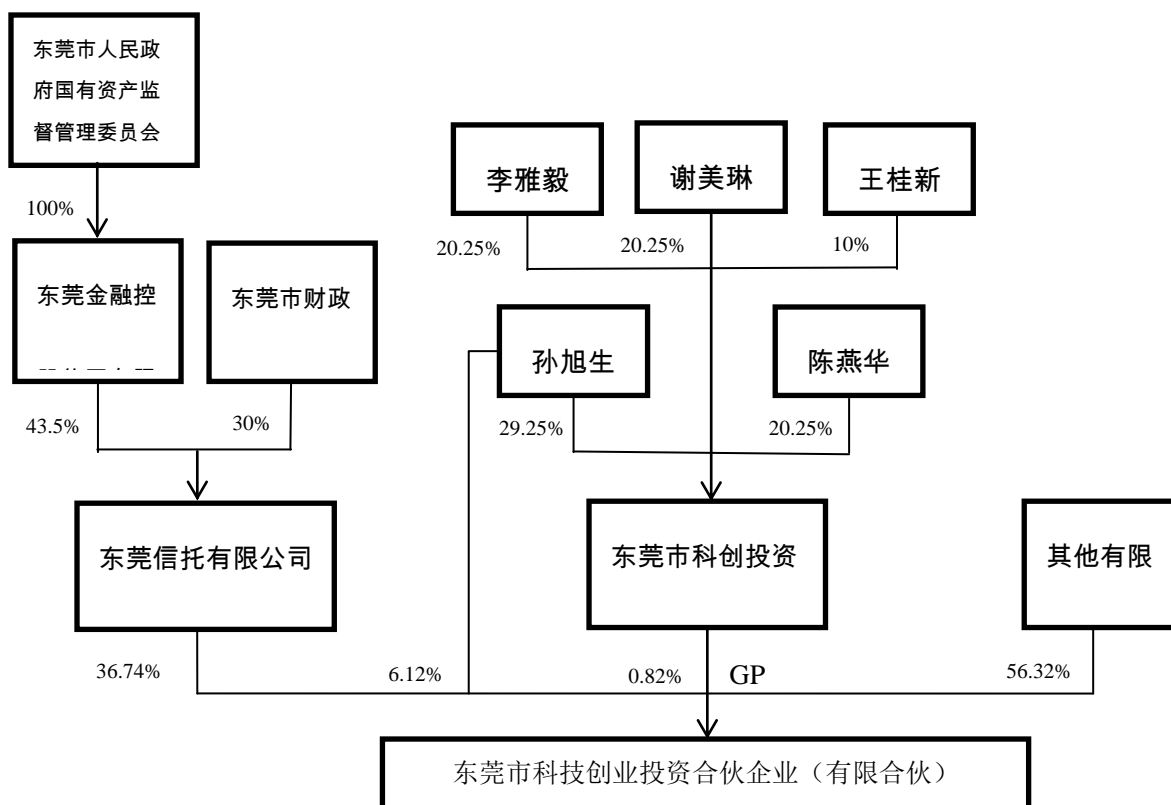 东莞市人民政
府国有资产监
督管理委员会
李雅毅
谢美琳
王桂新
100%
20.25%
20.25%
10%
东莞金融控
东莞市财政
孙旭生
陈燕华
43.5%
30%
29.25%
20.25%
东莞信托有限公司
东莞市科创投资
其他有限
36.74%
6.12%
0.82%
GP
56.32%
东莞市科技创业投资合伙企业（有限合伙）